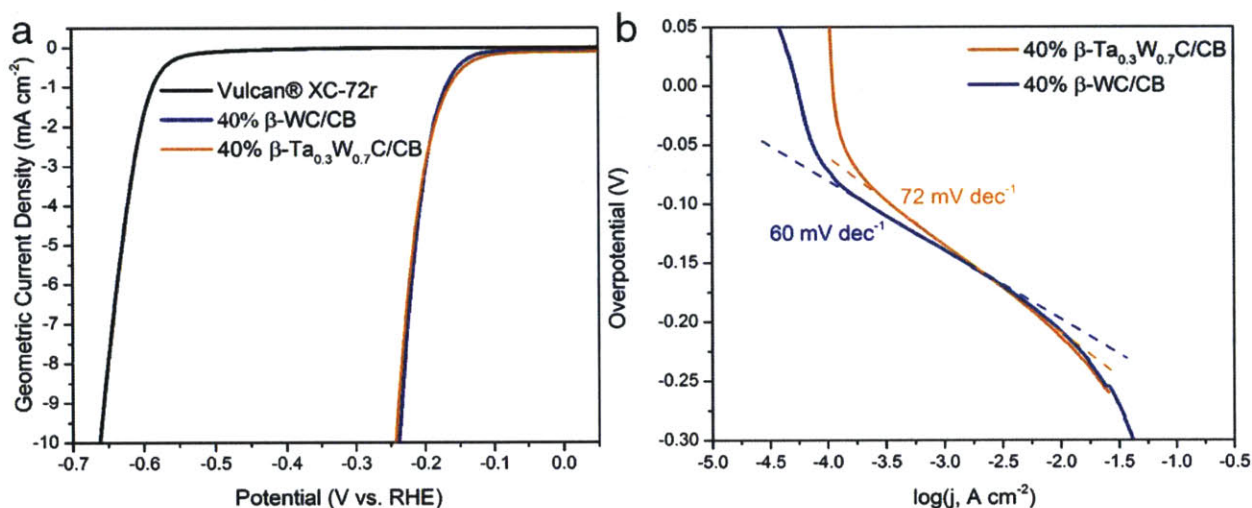 a
Geometric Current Density (mA cm⁻²)
0
-1
-2
-3
-4
-5
-6
-7
-8
-9
-10
Vulcan® XC-72r
40% β-WC/CB
40% β-Ta₀.₃W₀.₇C/CB
-0.7 -0.6 -0.5 -0.4 -0.3 -0.2 -0.1 0.0
Potential (V vs. RHE)
b
Overpotential (V)
0.05
0.00
-0.05
-0.10
-0.15
-0.20
-0.25
-0.30
40% β-Ta₀.₃W₀.₇C/CB
40% β-WC/CB
72 mV dec⁻¹
60 mV dec⁻¹
-5.0 -4.5 -4.0 -3.5 -3.0 -2.5 -2.0 -1.5 -1.0 -0.5
log(j, A cm⁻²)